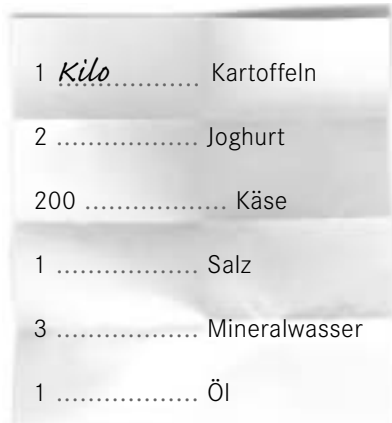 1 Kilo Kartoffeln
2 .................. Joghurt
200 .................. Käse
1 .................. Salz
3 .................. Mineralwasser
1 .................. Öl